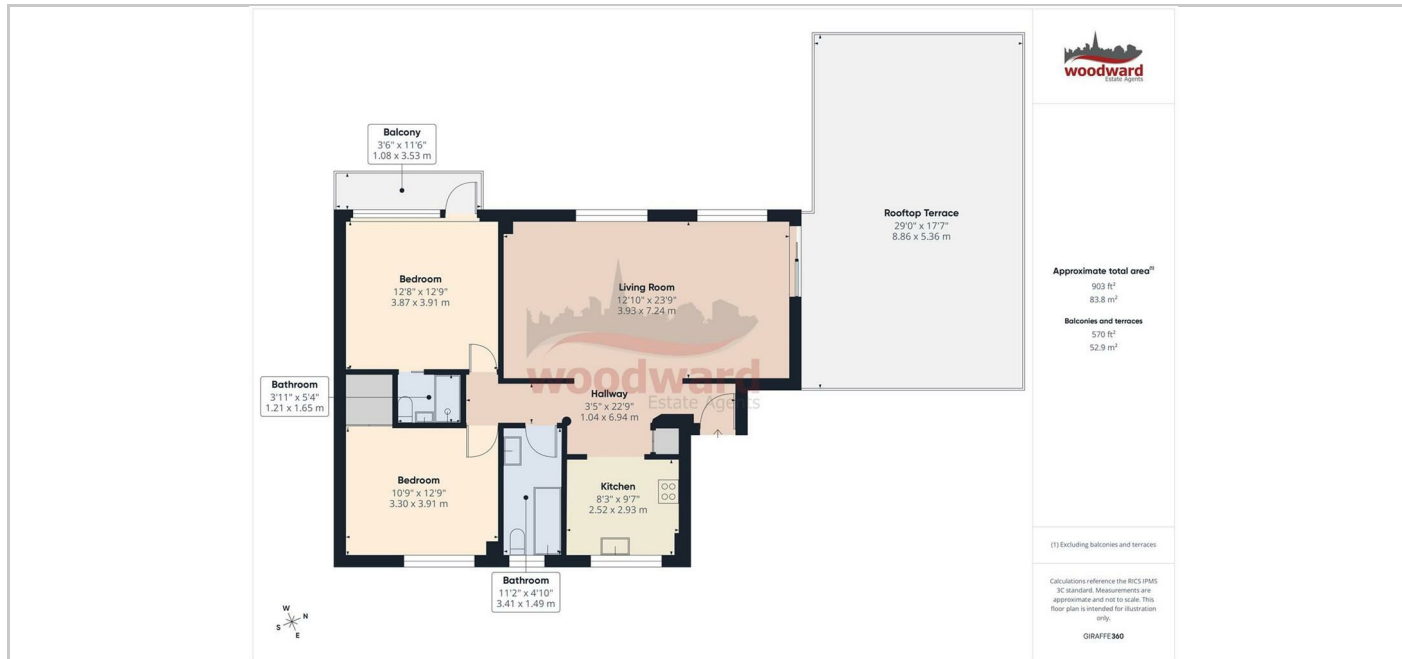 Balcony
3'6" x 11'6"
1.08 x 3.53 m
Bedroom
12'8" x 12'9"
3.87 x 3.91 m
Living Room
12'10" x 23'9"
3.93 x 7.24 m
Rooftop Terrace
29'0" x 17'7"
8.86 x 5.36 m
Bathroom
3'11" x 5'4"
1.21 x 1.65 m
Hallway
3'5" x 22'9"
1.04 x 6.94 m
woodward
Estate Agents
Bedroom
10'9" x 12'9"
3.30 x 3.91 m
Kitchen
8'3" x 9'7"
2.52 x 2.93 m
Bathroom
11'2" x 4'10"
3.41 x 1.49 m
W
N
S
E
woodward
Estate Agents
Approximate total area(1)
903 ft²
83.8 m²
Balconies and terraces
570 ft²
52.9 m²
(1) Excluding balconies and terraces
Calculations reference the RICS IPMS
3C standard. Measurements are
approximate and not to scale. This
floor plan is intended for illustration
only.
GIRAFFE360